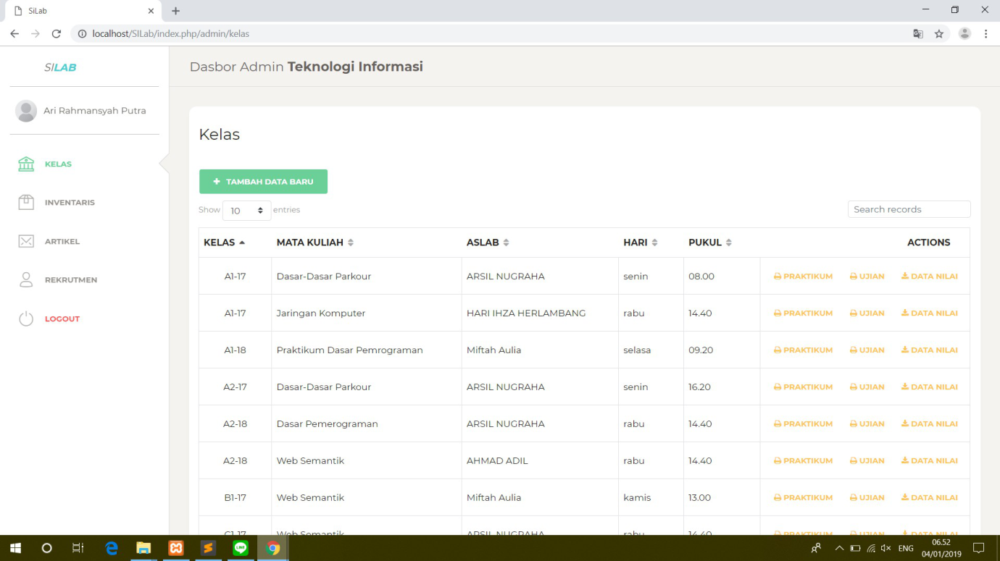 SiLab
localhost/SILab/index.php/admin/kelas
SILAB
Dasbor Admin Teknologi Informasi
Ari Rahmansyah Putra
KELAS
INVENTARIS
ARTIKEL
REKRUTMEN
LOGOUT
Kelas
+ TAMBAH DATA BARU
Show 10 entries
Search records
KELAS MATA KULIAH ASLAB HARI PUKUL ACTIONS
A1-17 Dasar-Dasar Parkour ARSIL NUGRAHA senin 08.00 PRAKTIKUM UJIAN DATA NILAI
A1-17 Jaringan Komputer HARI IHZA HERLAMBANG rabu 14.40 PRAKTIKUM UJIAN DATA NILAI
A1-18 Praktikum Dasar Pemrograman Miftah Aulia selasa 09.20 PRAKTIKUM UJIAN DATA NILAI
A2-17 Dasar-Dasar Parkour ARSIL NUGRAHA senin 16.20 PRAKTIKUM UJIAN DATA NILAI
A2-18 Dasar Pemerograman ARSIL NUGRAHA rabu 14.40 PRAKTIKUM UJIAN DATA NILAI
A2-18 Web Semantik AHMAD ADIL rabu 14.40 PRAKTIKUM UJIAN DATA NILAI
B1-17 Web Semantik Miftah Aulia kamis 13.00 PRAKTIKUM UJIAN DATA NILAI
C1-17 Web Semantik ARSIL NUGRAHA rabu 14.40 PRAKTIKUM UJIAN DATA NILAI
ENG
06.52
04/01/2019